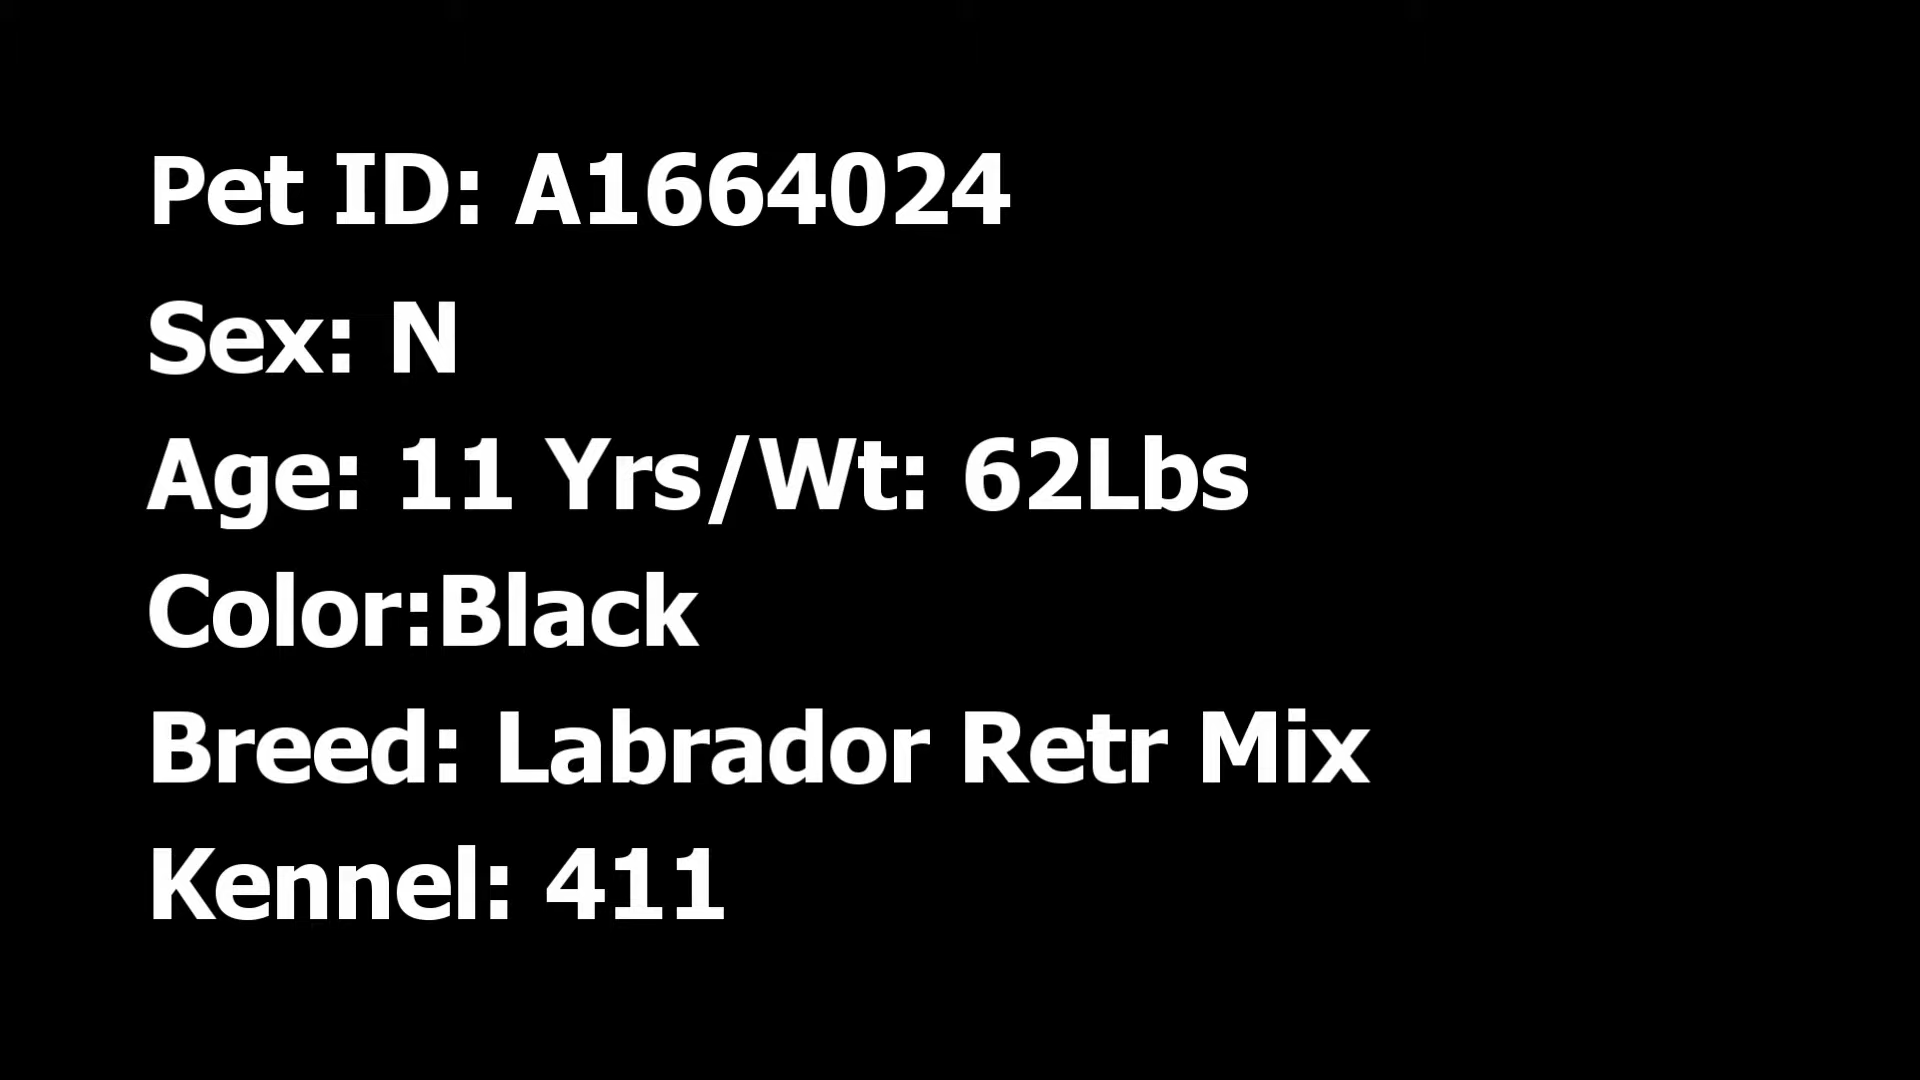 Pet ID: A1664024
Sex: N
Age: 11 Yrs/Wt: 62Lbs
Color:Black
Breed: Labrador Retr Mix
Kennel: 411